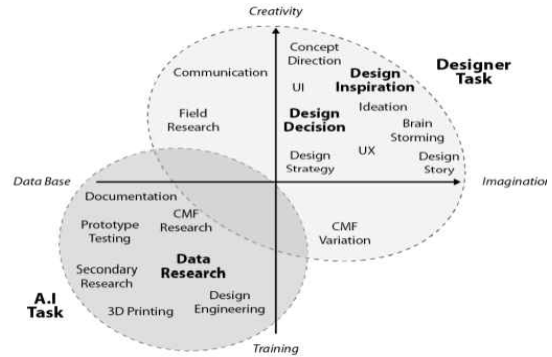 Creativity
Concept
Direction
Communication
Design
Inspiration
Designer
Task
UI
Ideation
Field
Research
Design
Decision
Brain
Storming
UX
Design
Strategy
Design
Story
Data Base
Imagination
Documentation
CMF
Research
Prototype
Testing
CMF
Variation
Data
Research
Secondary
Research
Design
Engineering
A.I
Task
3D Printing
Training